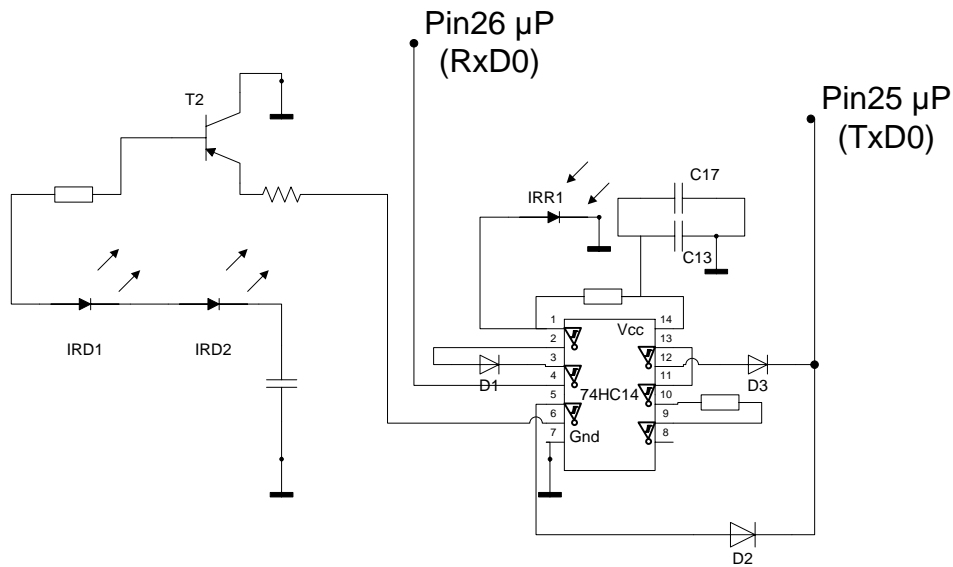 Pin26 µP
(RxD0)
Pin25 µP
(TxD0)
T2
C17
IRR1
C13
IRD1
IRD2
1
14
Vcc
2
13
3
12
D1
D3
4
11
74HC14
5
10
6
9
7
Gnd
8
D2